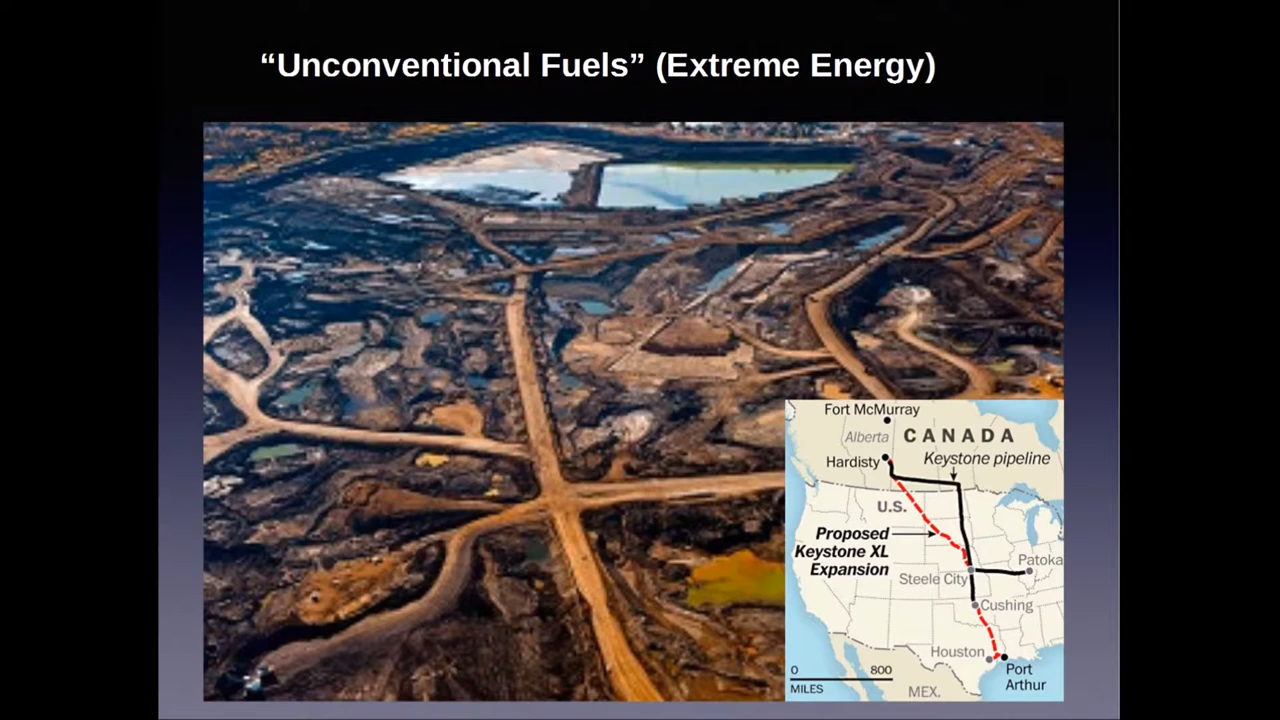 “Unconventional Fuels” (Extreme Energy)
Fort McMurray
Alberta
CANADA
Hardisty
Keystone pipeline
U.S.
Proposed
Keystone XL
Expansion
Patoka
Steele City
Cushing
Houston
Port
Arthur
0 800
MILES
MEX.